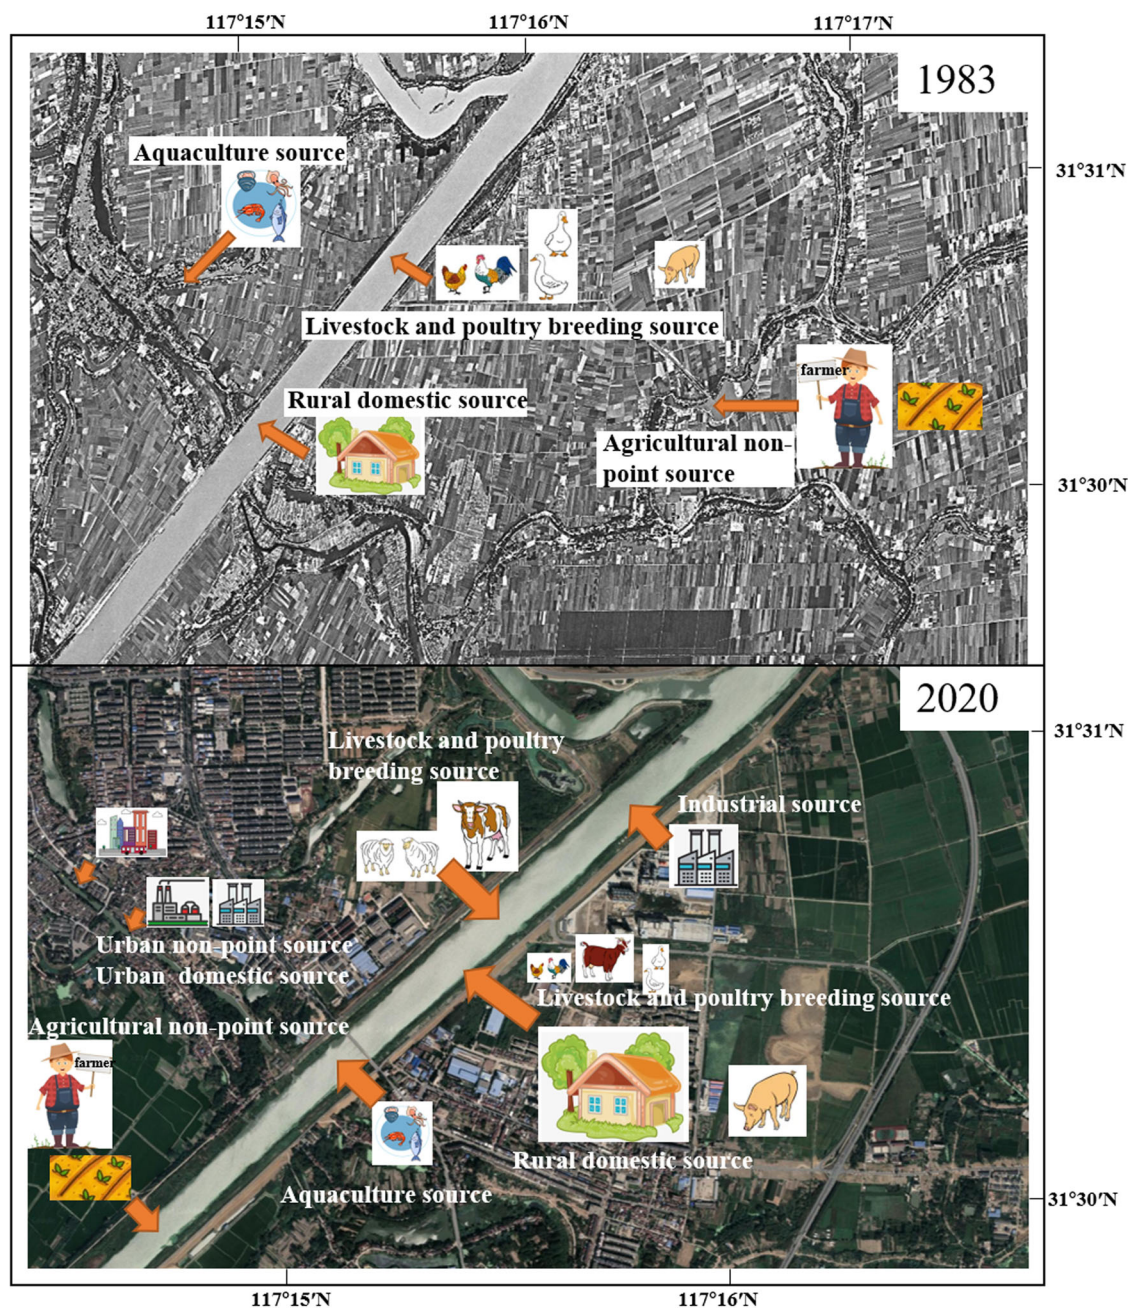 117°15′N 117°16′N 117°17′N
1983
Aquaculture source
31°31′N
Livestock and poultry breeding source
farmer
Rural domestic source
Agricultural non-
point source
31°30′N
2020
31°31′N
Livestock and poultry
breeding source
Industrial source
Urban non-point source
Urban domestic source
Livestock and poultry breeding source
Agricultural non-point source
farmer
Rural domestic source
Aquaculture source
31°30′N
117°15′N 117°16′N